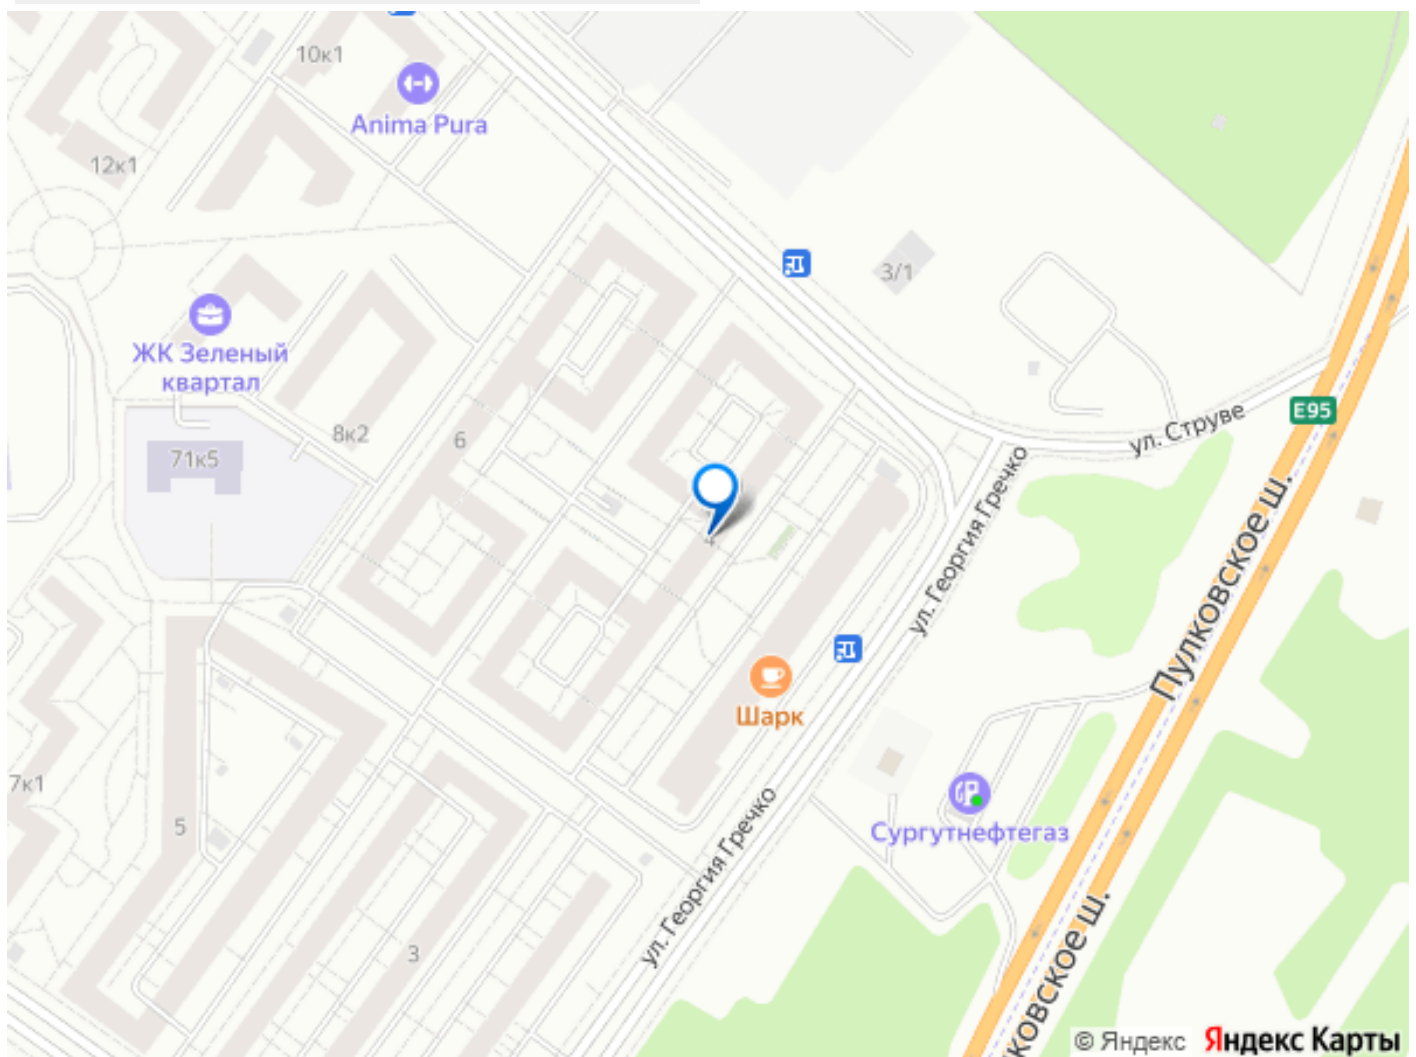 10к1
Anima Pura
12к1
3/1
ЖК Зеленый
квартал
E95
ул. Струве
8к2
6
71к5
ул. Георгия Гречко
Пулковское ш.
4
Шарк
7к1
5
ул. Георгия Гречко
Сургутнефтегаз
3
ковское ш.
© Яндекс Яндекс Карты